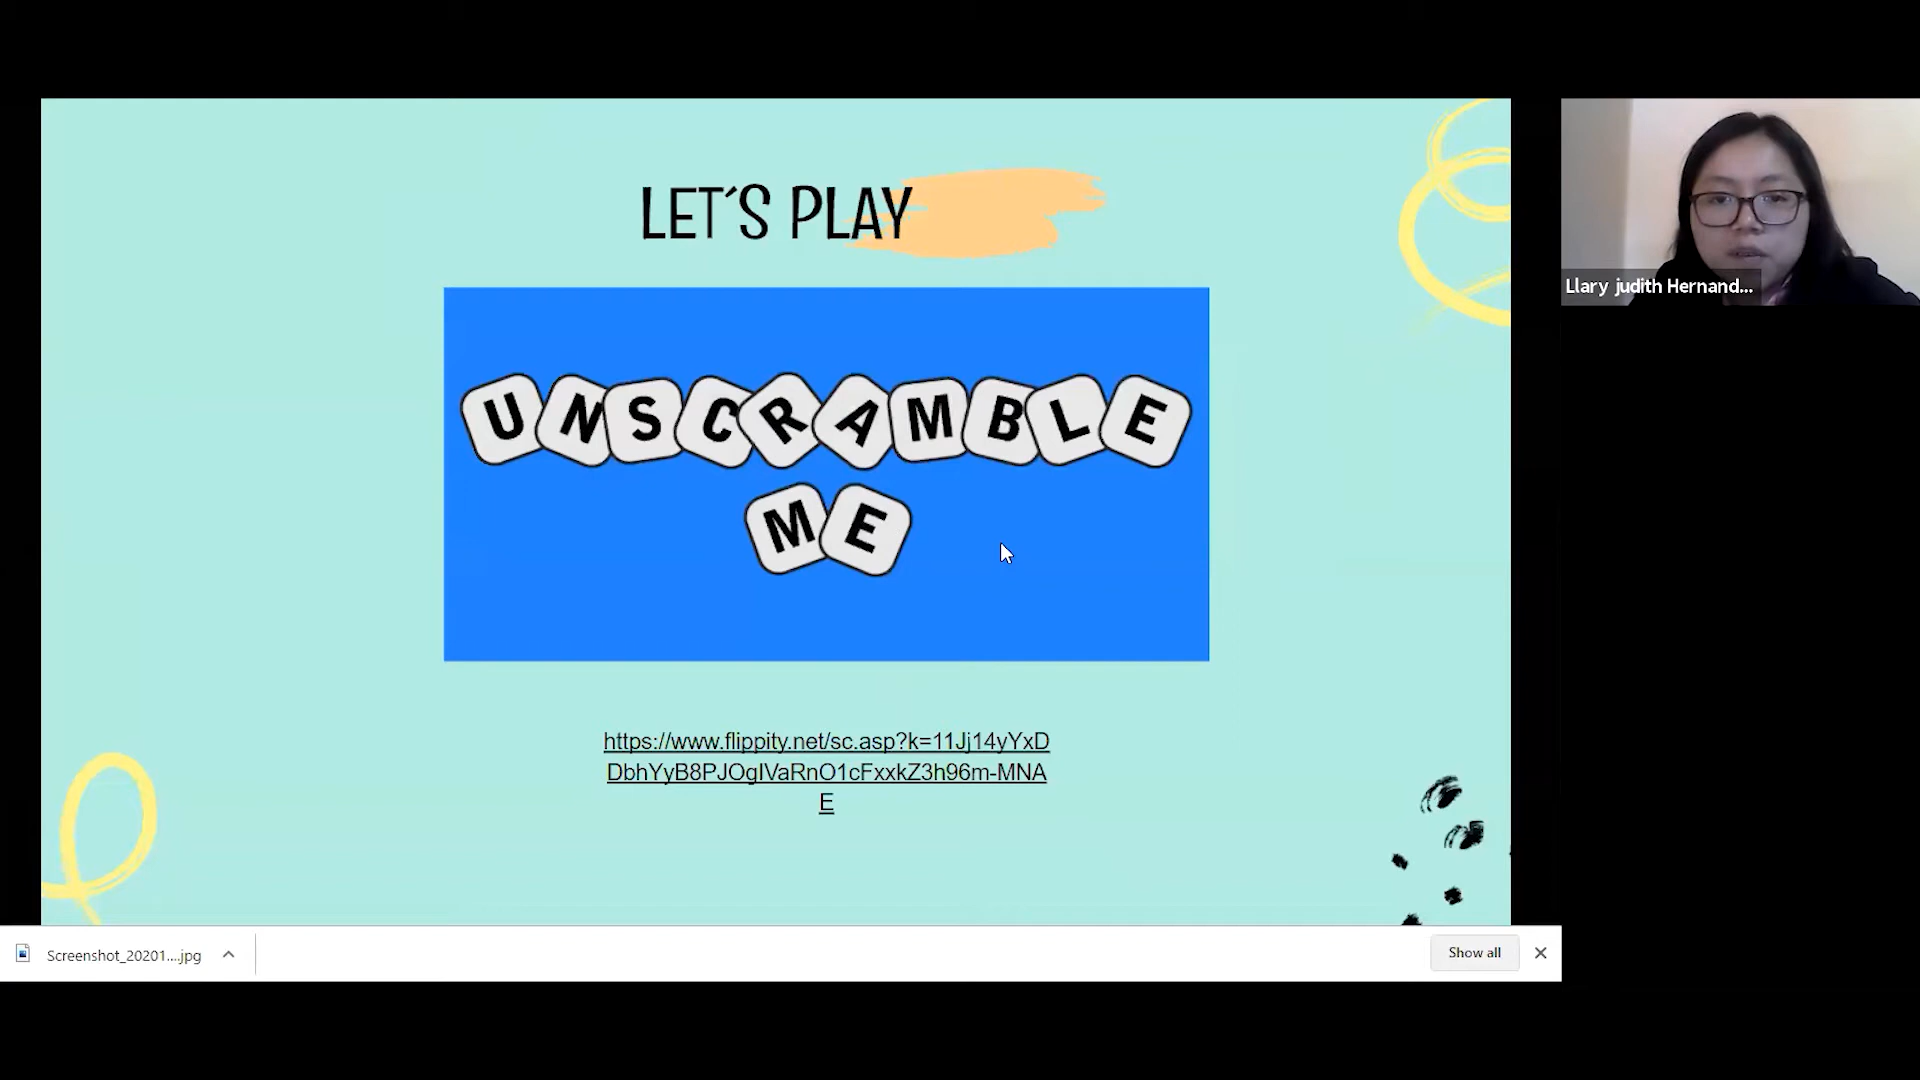 LET´S PLAY
UNSCRAMBLE
ME
https://www.flippity.net/sc.asp?k=11Jj14yYxD
DbhYyB8PJOgIVaRnO1cFxxkZ3h96m-MNA
E
Llary judith Hernand...
Screenshot_20201....jpg
Show all